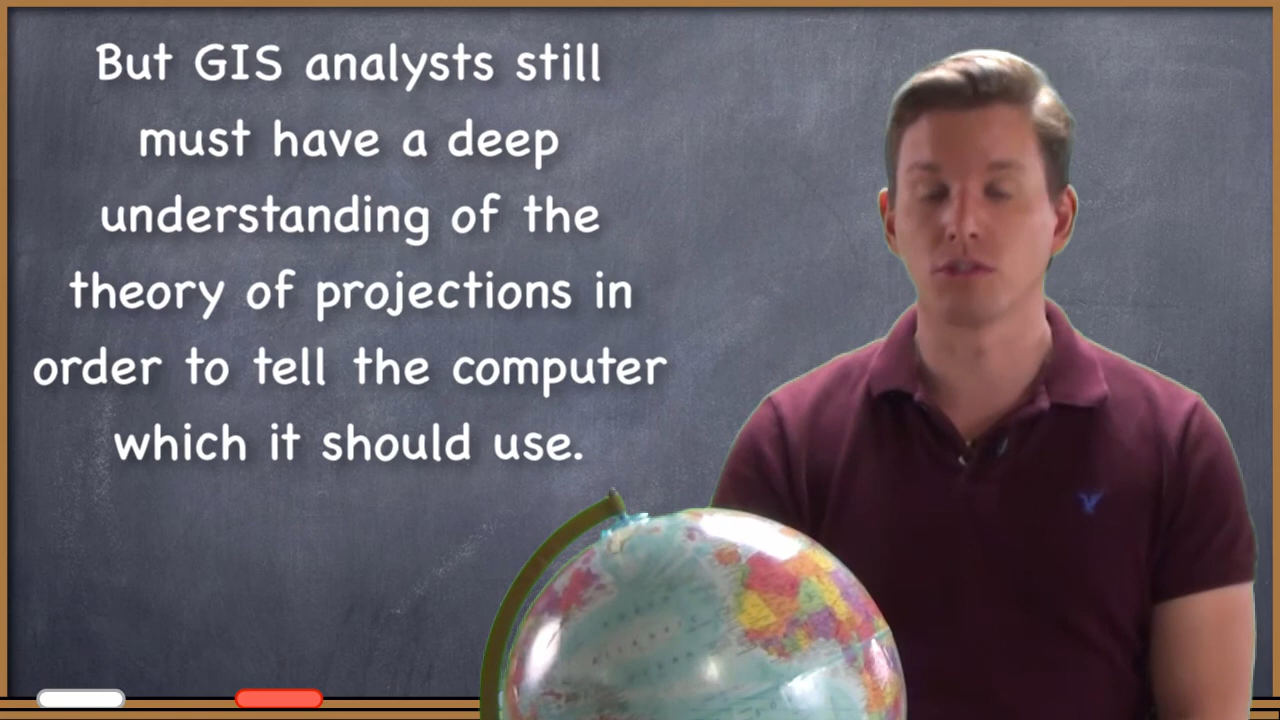 But GIS analysts still
must have a deep
understanding of the
theory of projections in
order to tell the computer
which it should use.